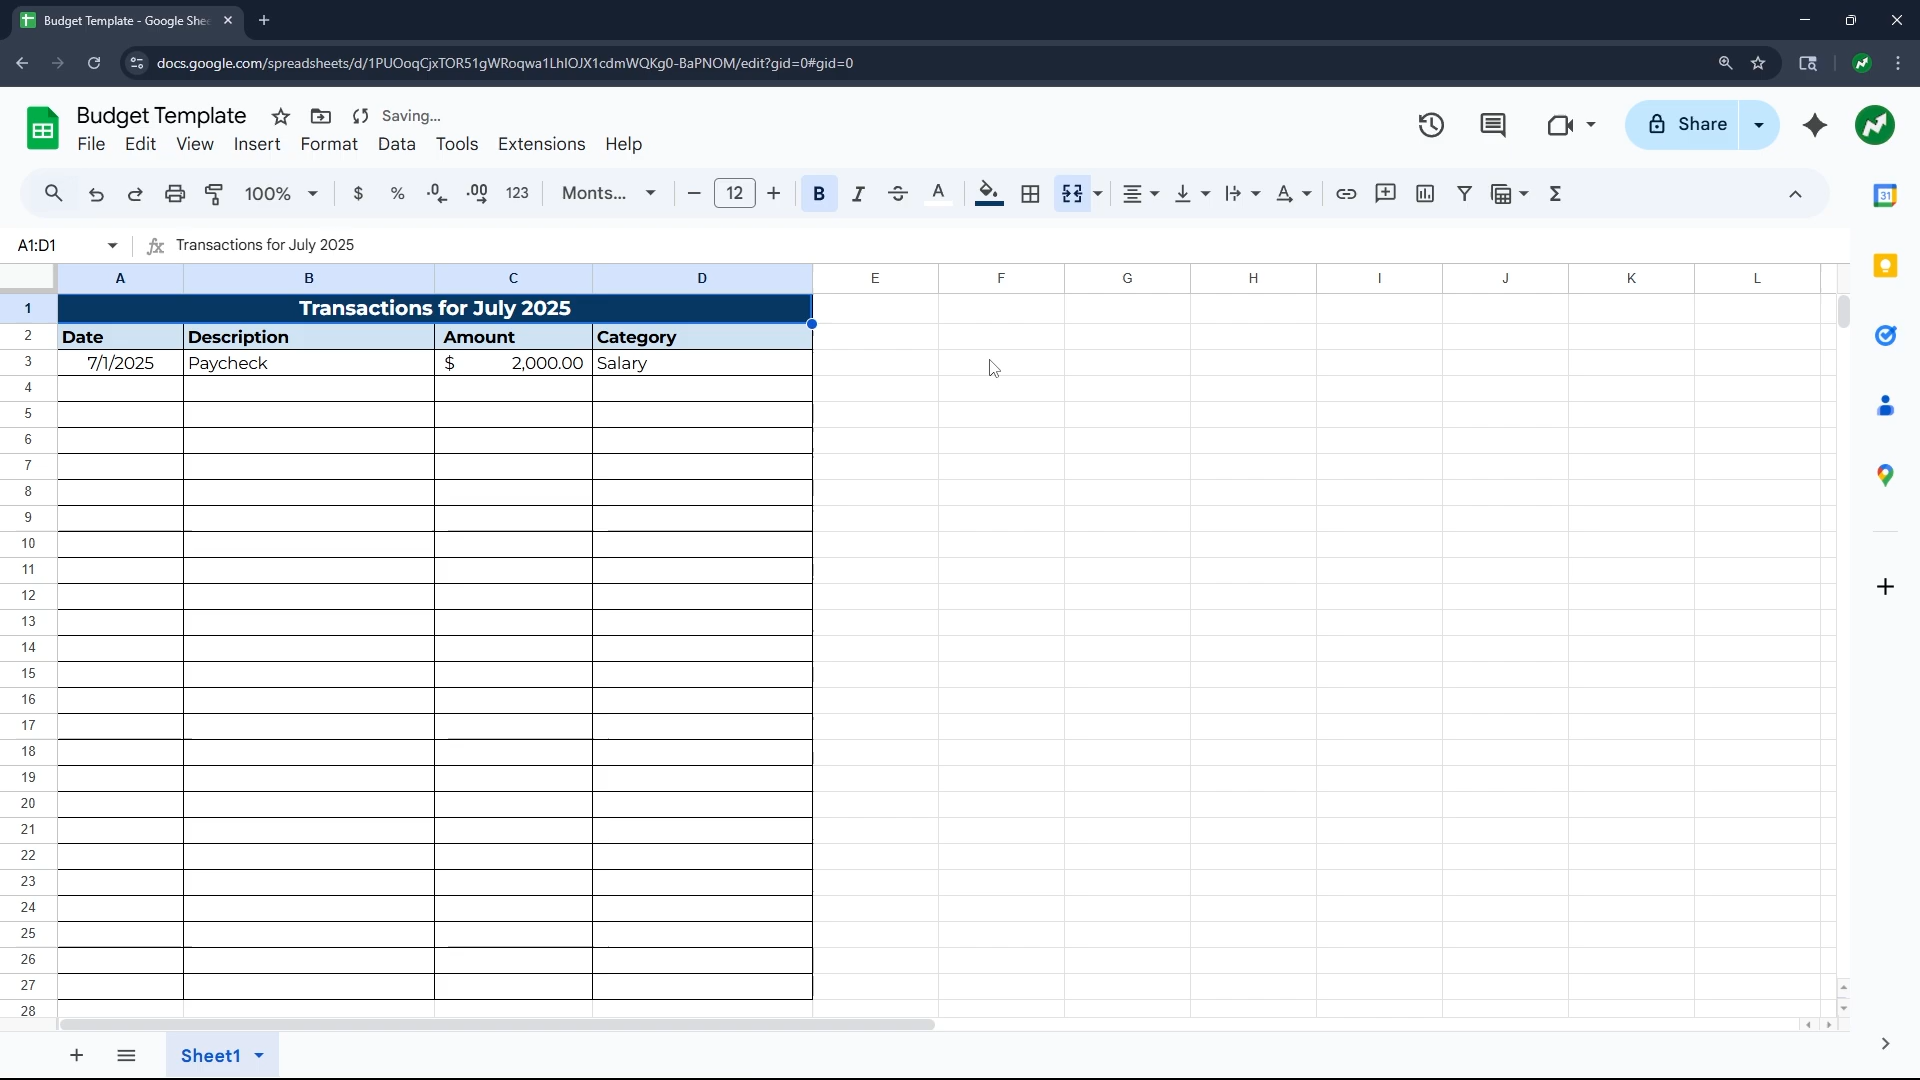 Budget Template - Google She
docs.google.com/spreadsheets/d/1PUOoqCjxTOR51gWRoqwa1LhIOJX1cdmWQKg0-BaPNOM/edit?gid=0#gid=0
Budget Template Saving...
File Edit View Insert Format Data Tools Extensions Help
Share
100% $ % .0 .00 123 Monts... 12 B I S A A Σ
31
A1:D1 fx Transactions for July 2025
A B C D E F G H I J K L
1 Transactions for July 2025
2 Date Description Amount Category
3 7/1/2025 Paycheck $ 2,000.00 Salary
4
5
6
7
8
9
10
11
12
13
14
15
16
17
18
19
20
21
22
23
24
25
26
27
28
Sheet1